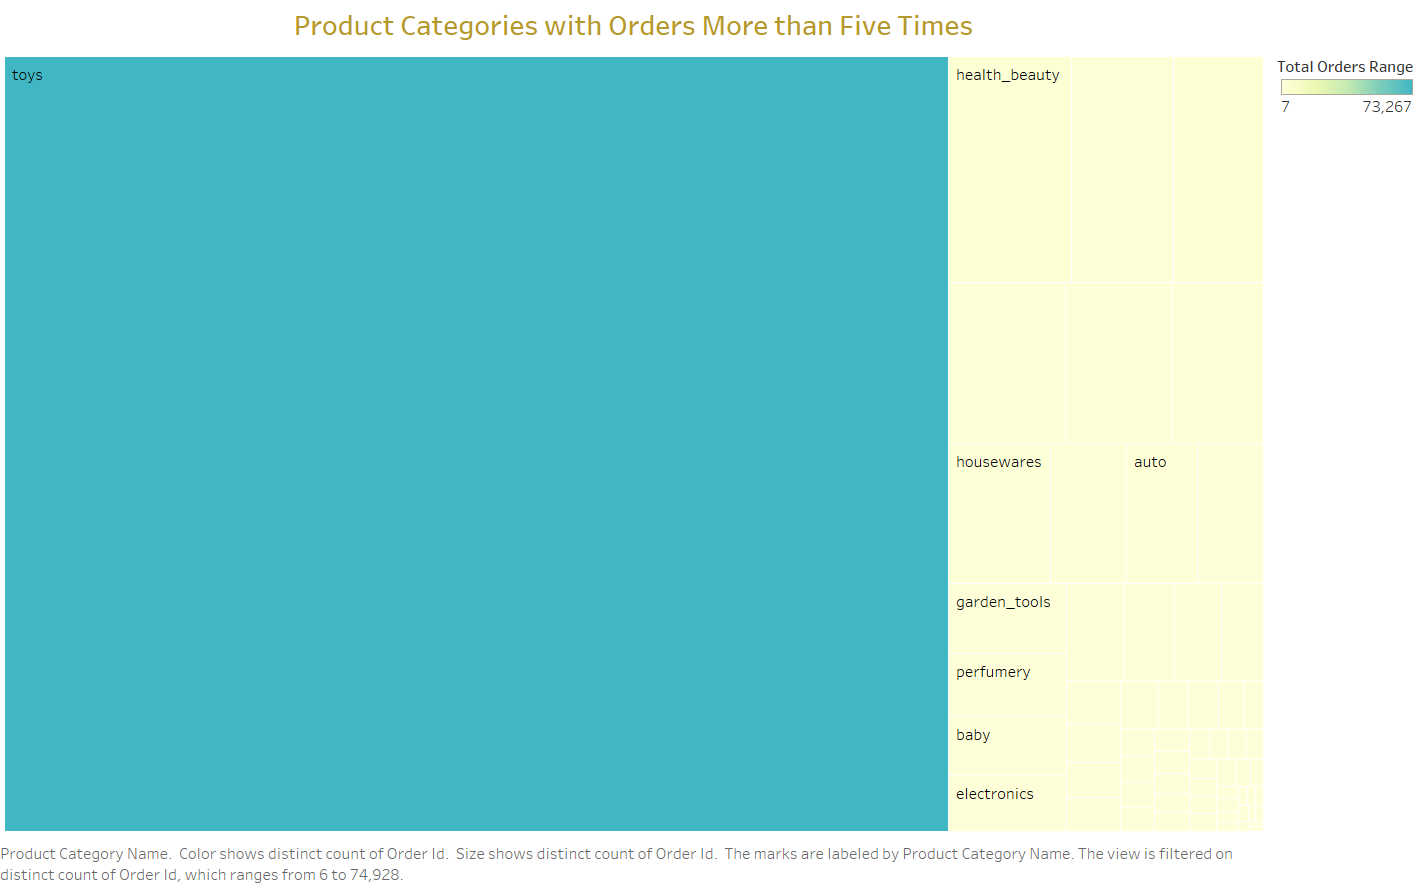 Product Categories with Orders More than Five Times
toys
health_beauty
Total Orders Range
7 73,267
housewares
auto
garden_tools
perfumery
baby
electronics
Product Category Name.  Color shows distinct count of Order Id.  Size shows distinct count of Order Id.  The marks are labeled by Product Category Name. The view is filtered on
distinct count of Order Id, which ranges from 6 to 74,928.